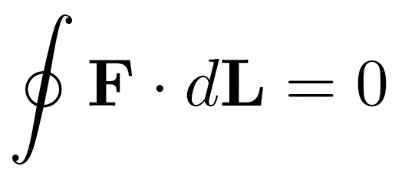 ∮ 𝐅 · d𝐋 = 0